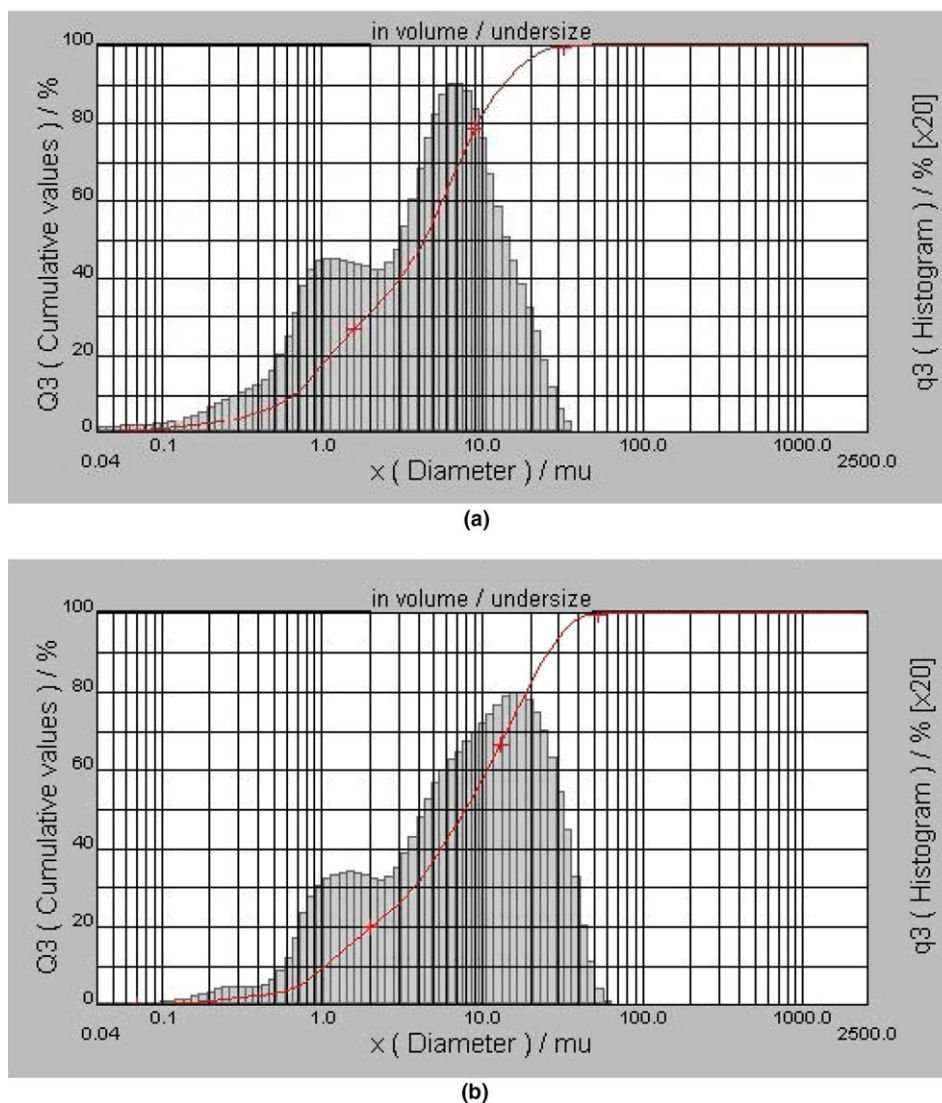 in volume / undersize
Q3 ( Cumulative values ) / %
100
80
60
40
20
0
q3 ( Histogram ) / % [x20]
0.04
0.1
1.0
10.0
100.0
1000.0
2500.0
x ( Diameter ) / mu
(a)
in volume / undersize
Q3 ( Cumulative values ) / %
100
80
60
40
20
0
q3 ( Histogram ) / % [x20]
0.04
0.1
1.0
10.0
100.0
1000.0
2500.0
x ( Diameter ) / mu
(b)